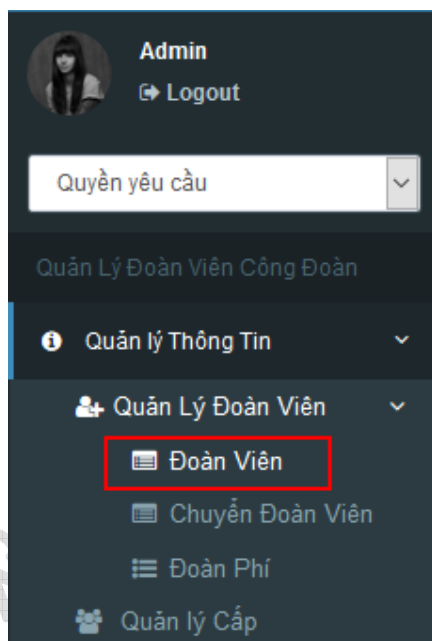 Admin
Logout
Quyền yêu cầu
Quản Lý Đoàn Viên Công Đoàn
Quản lý Thông Tin
Quản Lý Đoàn Viên
Đoàn Viên
Chuyển Đoàn Viên
Đoàn Phí
Quản lý Cấp